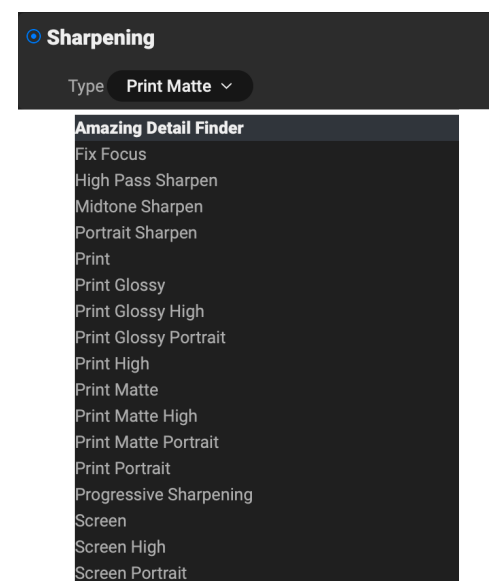 Sharpening
Type Print Matte
Amazing Detail Finder
Fix Focus
High Pass Sharpen
Midtone Sharpen
Portrait Sharpen
Print
Print Glossy
Print Glossy High
Print Glossy Portrait
Print High
Print Matte
Print Matte High
Print Matte Portrait
Print Portrait
Progressive Sharpening
Screen
Screen High
Screen Portrait